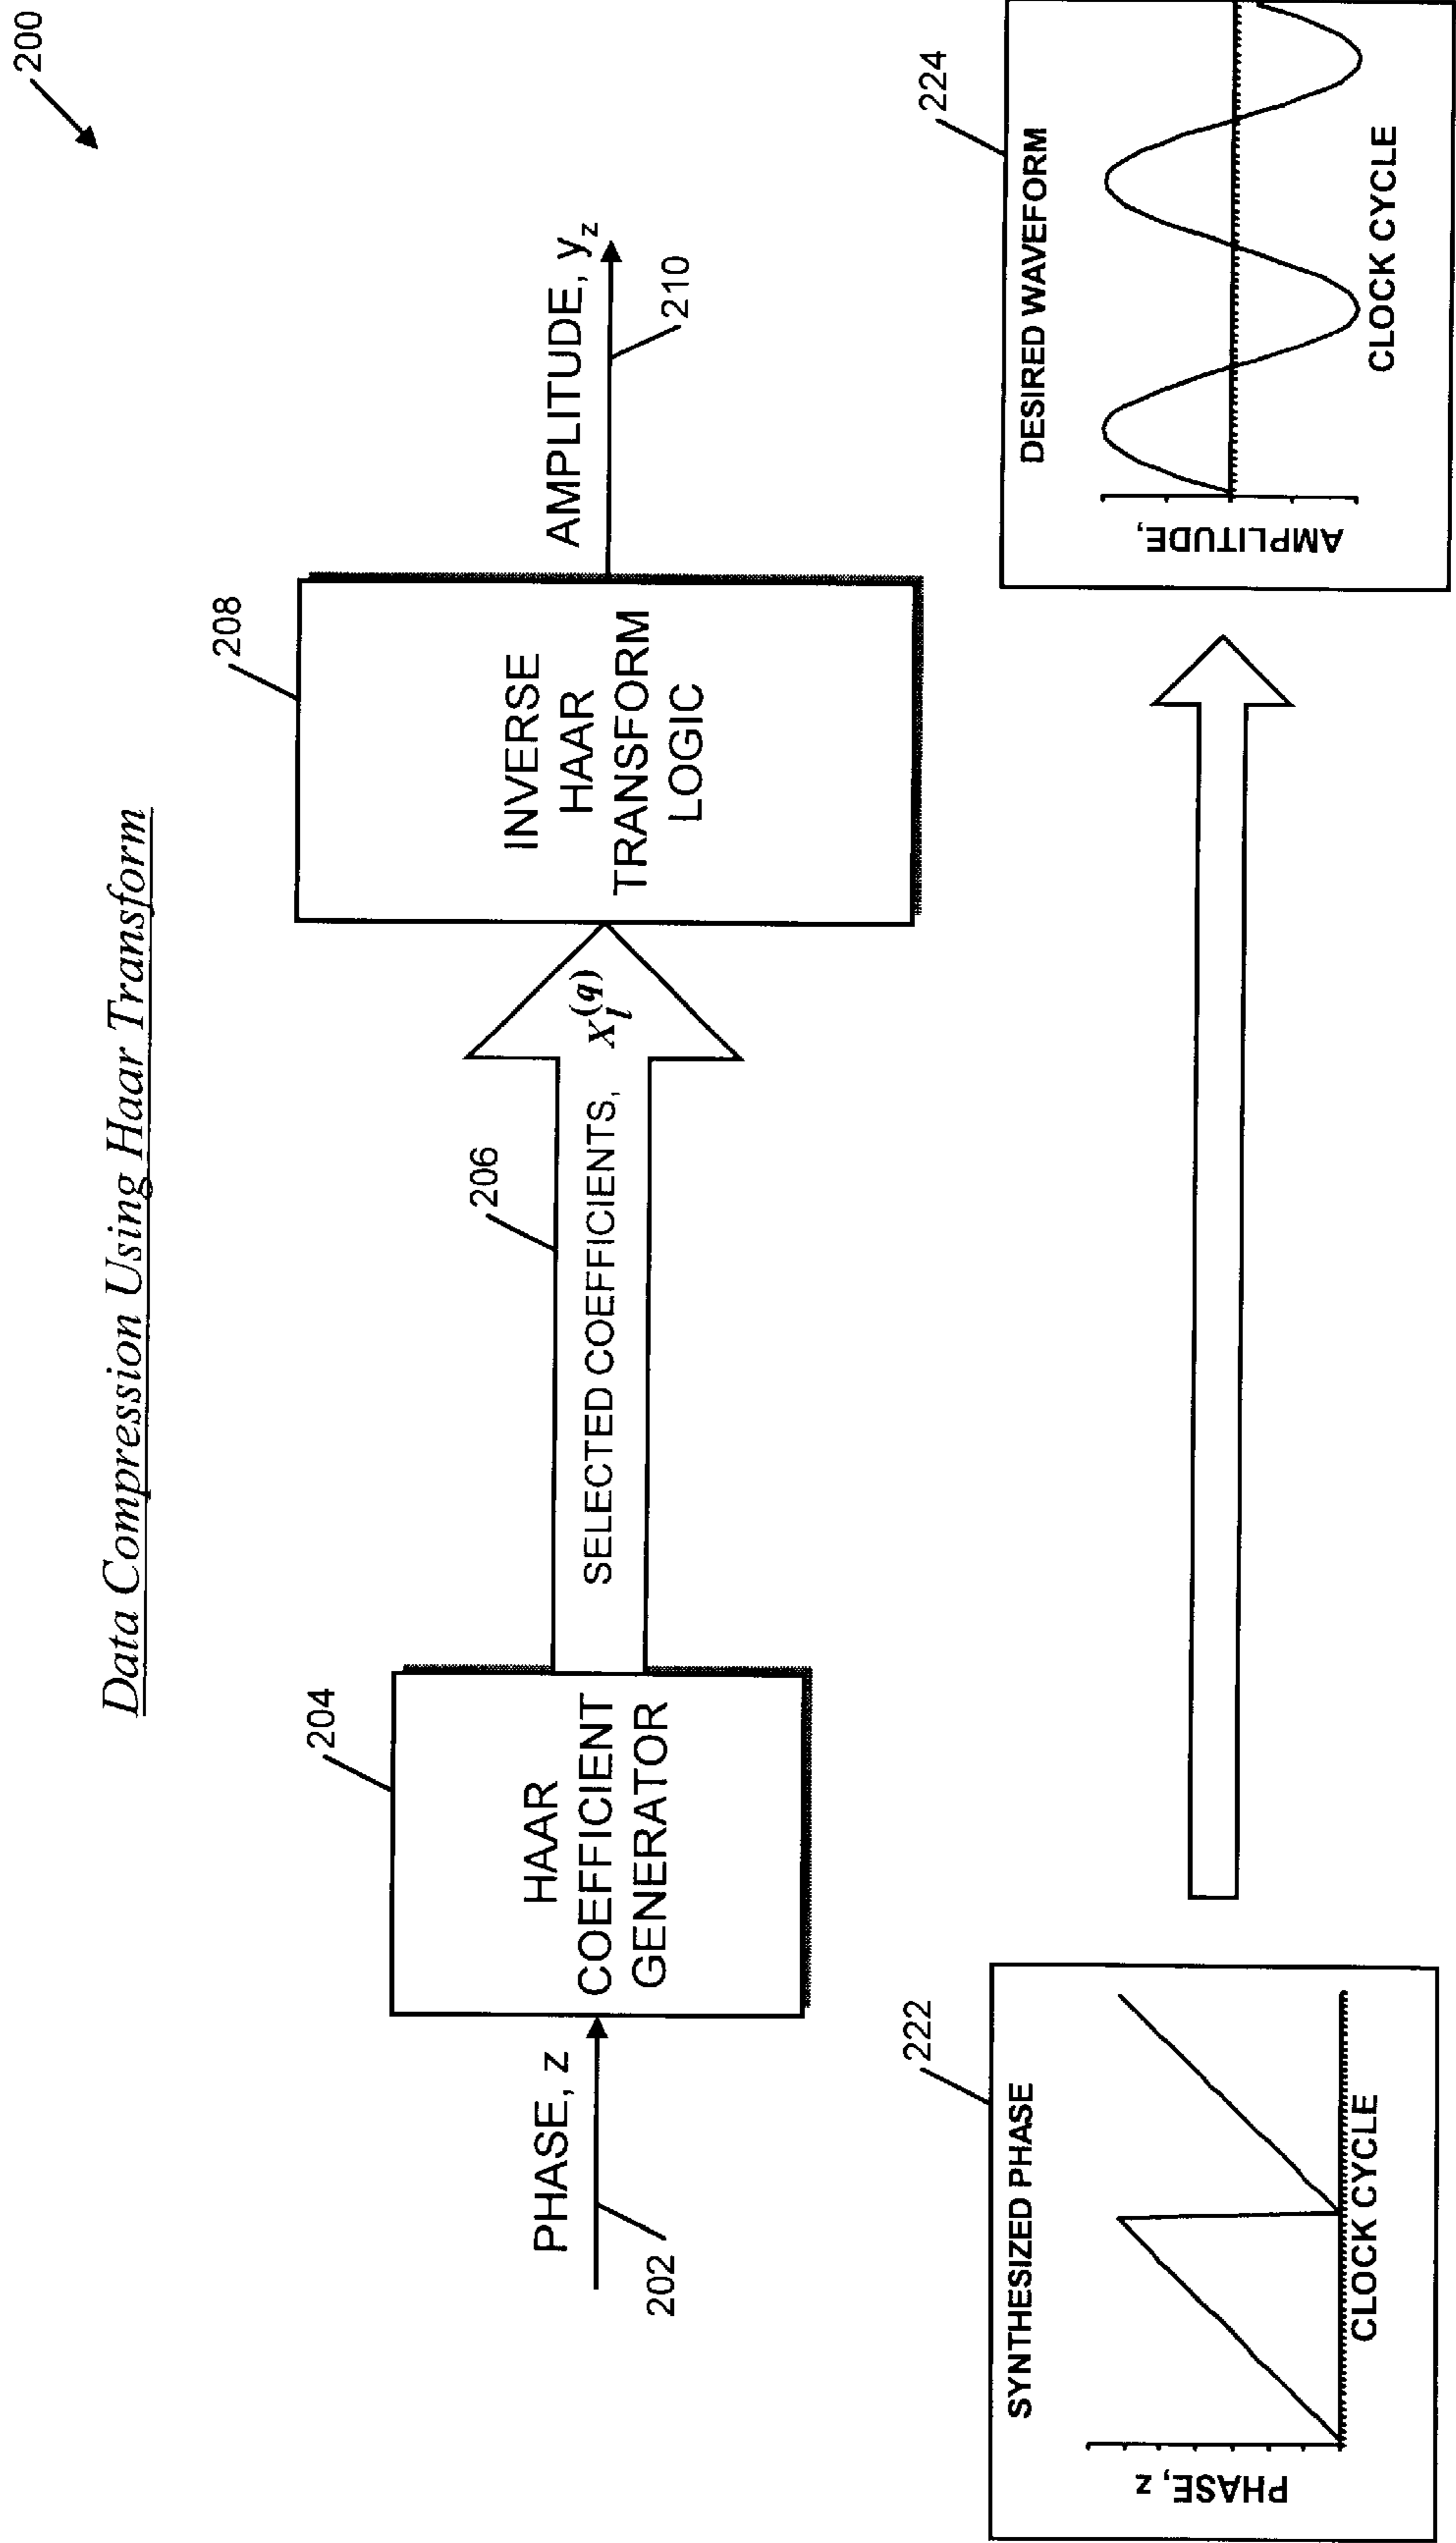 200
Data Compression Using Haar Transform
204
208
206
PHASE, z
202
HAAR
COEFFICIENT
GENERATOR
SELECTED COEFFICIENTS, x_l^(q)
INVERSE
HAAR
TRANSFORM
LOGIC
AMPLITUDE, y_z
210
222
SYNTHESIZED PHASE
PHASE, z
CLOCK CYCLE
224
DESIRED WAVEFORM
AMPLITUDE,
CLOCK CYCLE